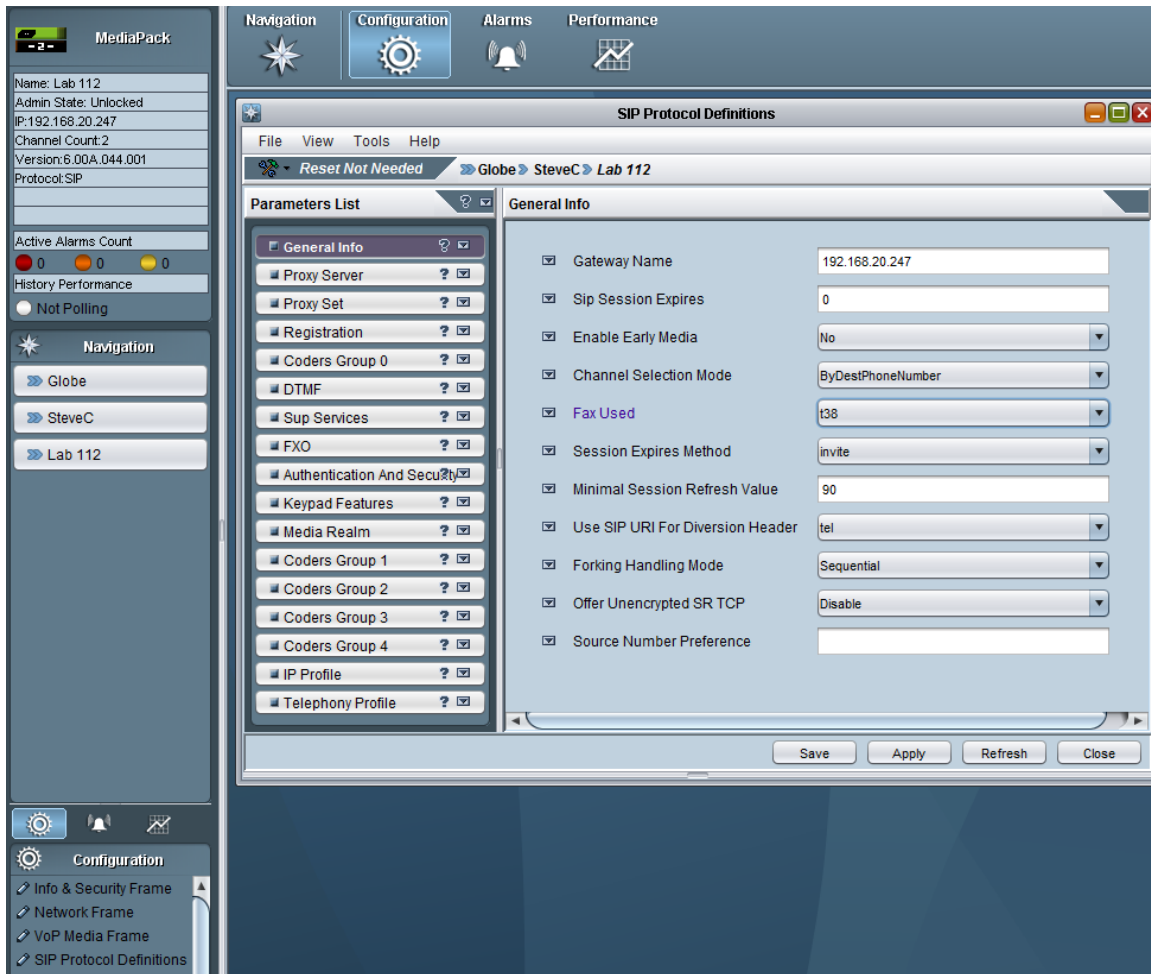 Navigation
Configuration
Alarms
Performance
-2-
MediaPack
Name: Lab 112
Admin State: Unlocked
IP:192.168.20.247
Channel Count:2
Version:6.00A.044.001
Protocol:SIP
Active Alarms Count
0 0 0
History Performance
Not Polling
Navigation
Globe
SteveC
Lab 112
SIP Protocol Definitions
File View Tools Help
Reset Not Needed
Globe SteveC Lab 112
Parameters List ?
General Info ?
Proxy Server ?
Proxy Set ?
Registration ?
Coders Group 0 ?
DTMF ?
Sup Services ?
FXO ?
Authentication And Security?
Keypad Features ?
Media Realm ?
Coders Group 1 ?
Coders Group 2 ?
Coders Group 3 ?
Coders Group 4 ?
IP Profile ?
Telephony Profile ?
General Info
Gateway Name 192.168.20.247
Sip Session Expires 0
Enable Early Media No
Channel Selection Mode ByDestPhoneNumber
Fax Used t38
Session Expires Method invite
Minimal Session Refresh Value 90
Use SIP URI For Diversion Header tel
Forking Handling Mode Sequential
Offer Unencrypted SR TCP Disable
Source Number Preference
Save Apply Refresh Close
Configuration
Info & Security Frame
Network Frame
VoP Media Frame
SIP Protocol Definitions